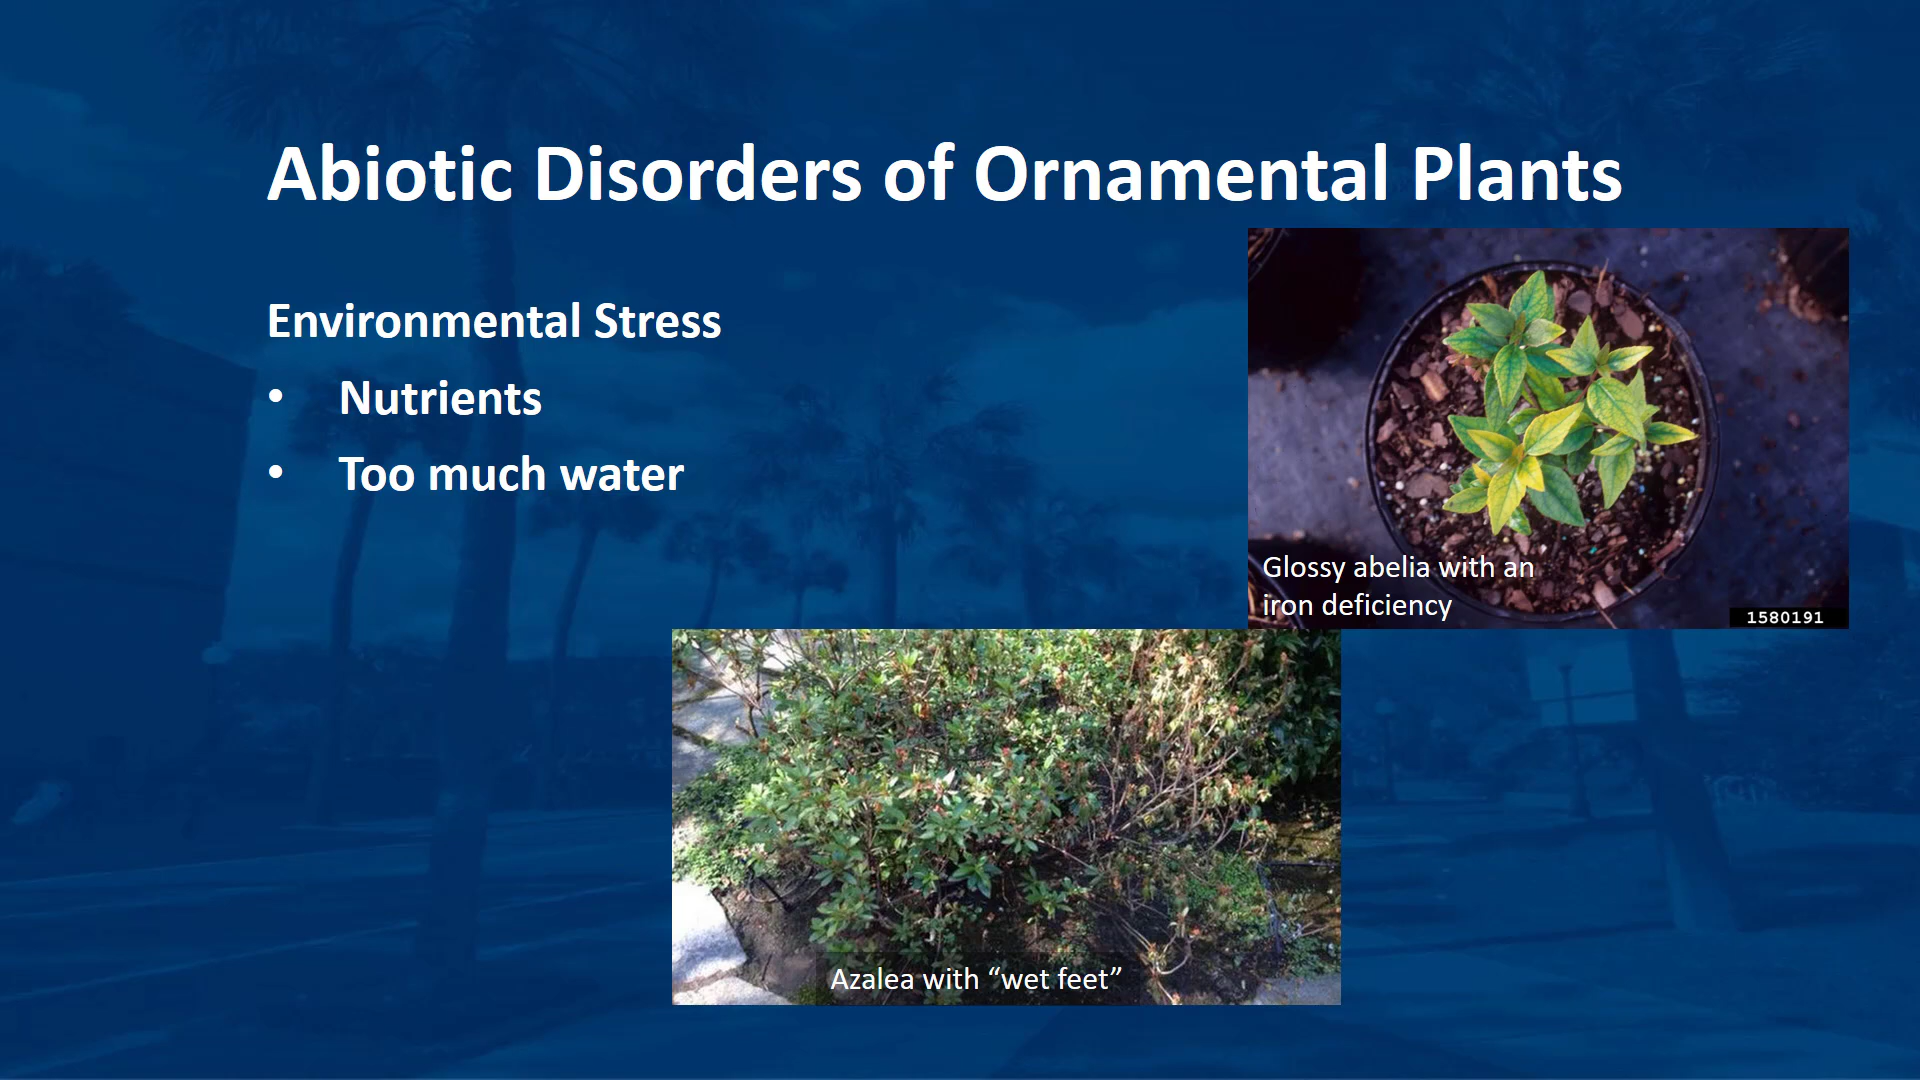 Abiotic Disorders of Ornamental Plants
Environmental Stress
• Nutrients
• Too much water
Glossy abelia with an
iron deficiency
1580191
Azalea with “wet feet”